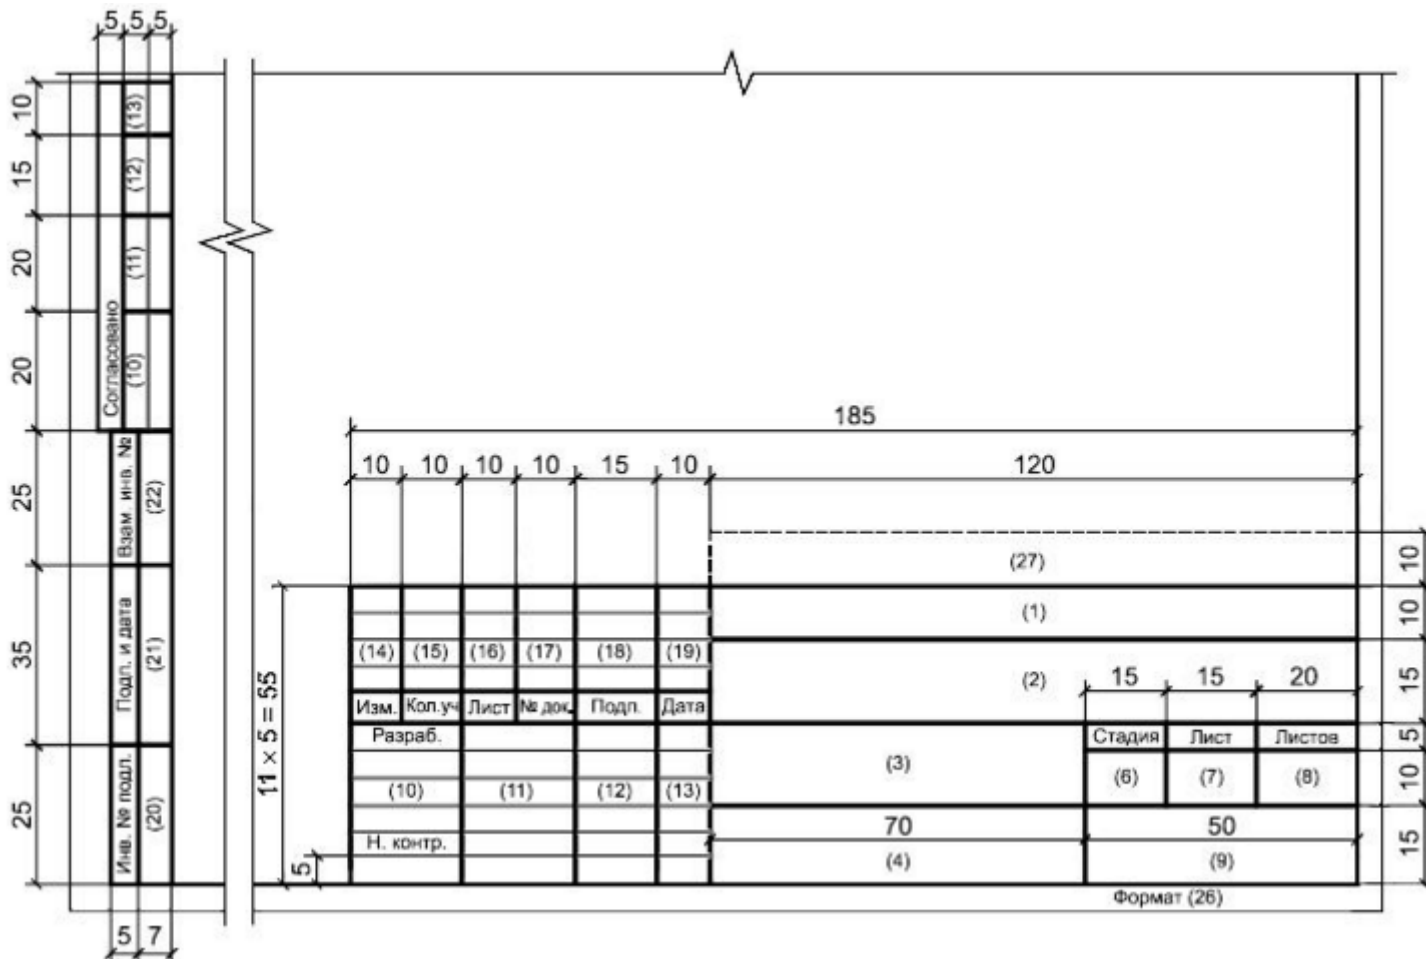 5 5 5
10
(13)
15
(12)
20
(11)
20
Согласовано
(10)
185
10 10 10 10 15 10 120
25
Взам. инв. №
(22)
(27)
10
(1)
10
35
Подп. и дата
(21)
11 × 5 = 55
(14) (15) (16) (17) (18) (19)
(2)
15 15 20
15
Изм. Кол.уч Лист № док. Подп. Дата
Разраб.
Стадия Лист Листов
5
(3)
(6) (7) (8)
10
25
Инв. № подл.
(20)
(10) (11) (12) (13)
70 50
Н. контр.
5
(4) (9)
15
Формат (26)
5 7